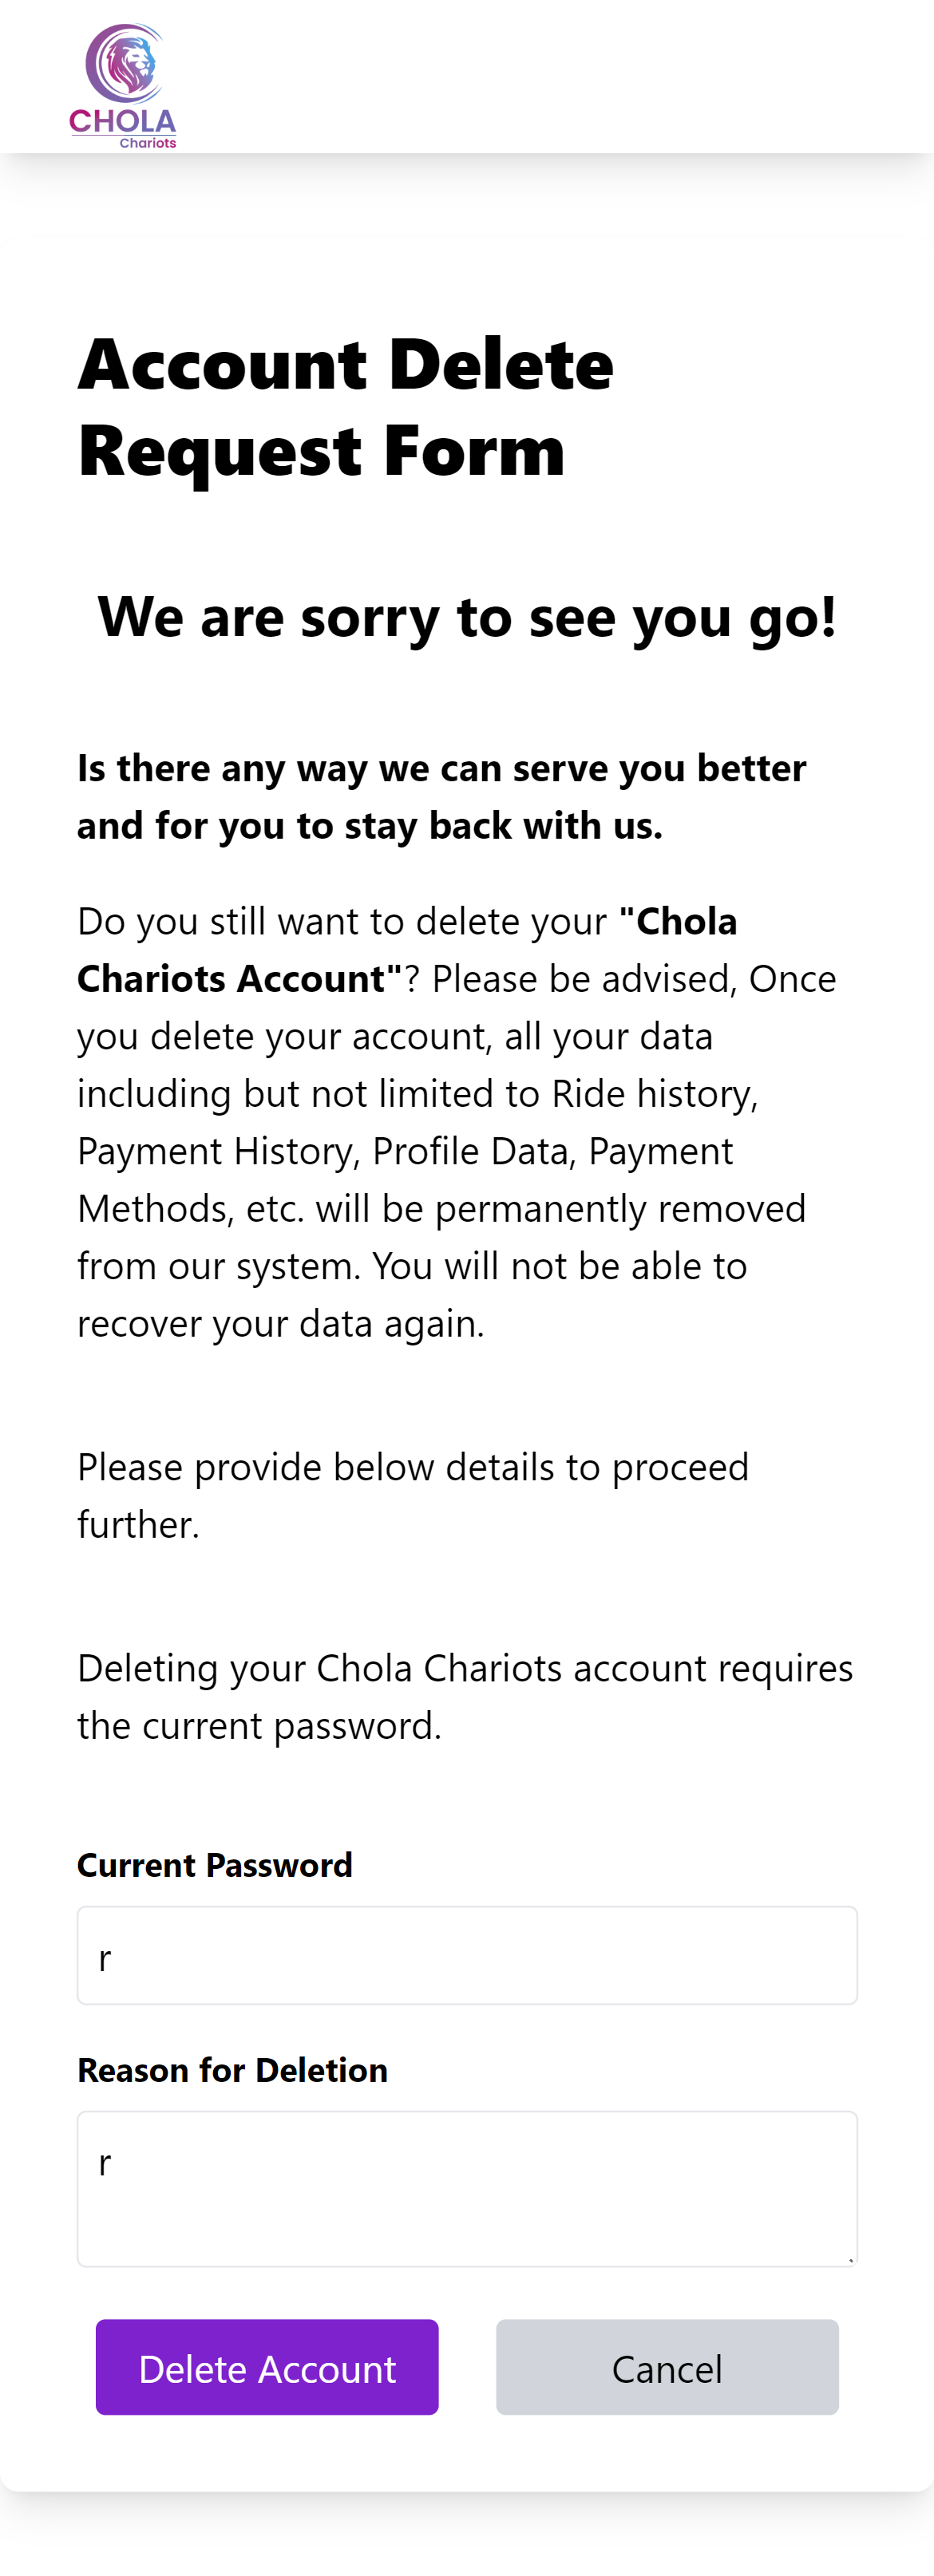 CHOLA
Chariots
Account Delete
Request Form
We are sorry to see you go!
Is there any way we can serve you better
and for you to stay back with us.
Do you still want to delete your "Chola
Chariots Account"? Please be advised, Once
you delete your account, all your data
including but not limited to Ride history,
Payment History, Profile Data, Payment
Methods, etc. will be permanently removed
from our system. You will not be able to
recover your data again.
Please provide below details to proceed
further.
Deleting your Chola Chariots account requires
the current password.
Current Password
r
Reason for Deletion
r
Delete Account
Cancel